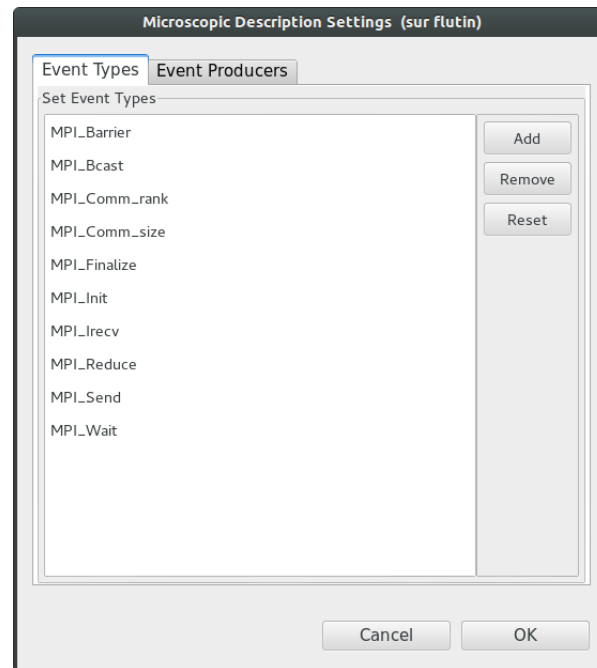 Microscopic Description Settings (sur flutin)
Event Types Event Producers
Set Event Types
MPI_Barrier
Add
MPI_Bcast
Remove
MPI_Comm_rank
Reset
MPI_Comm_size
MPI_Finalize
MPI_Init
MPI_Irecv
MPI_Reduce
MPI_Send
MPI_Wait
Cancel OK